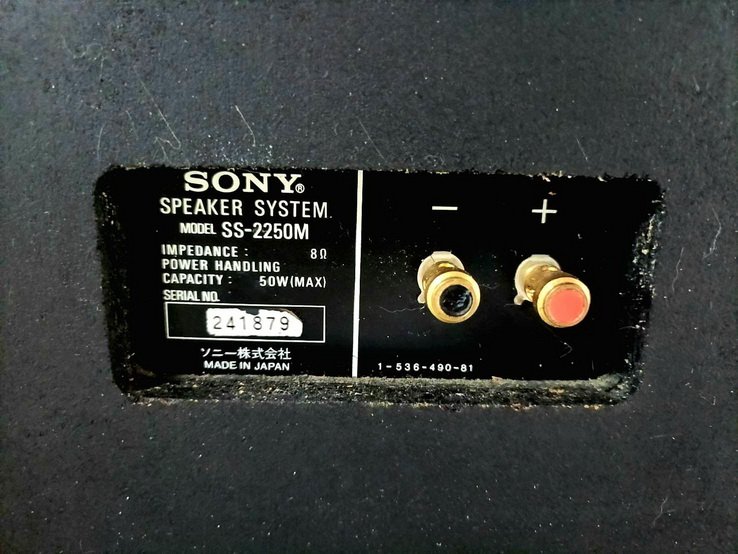 SONY®
SPEAKER SYSTEM.
MODEL SS-2250M
IMPEDANCE : 8Ω
POWER HANDLING
CAPACITY : 50W(MAX)
SERIAL NO.
241879
ソニー株式会社
MADE IN JAPAN
− +
1-536-490-81